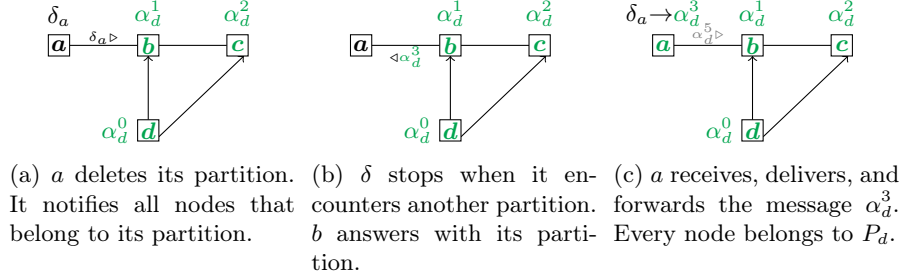 δₐ α_d^1 α_d^2
a δₐ▷ b c
α_d^0 d
(a) a deletes its partition.
It notifies all nodes that
belong to its partition.
α_d^1 α_d^2
a ◁α_d^3 b c
α_d^0 d
(b) δ stops when it en-
counters another partition.
b answers with its parti-
tion.
δₐ→α_d^3 α_d^1 α_d^2
a α_d^5▷ b c
α_d^0 d
(c) a receives, delivers, and
forwards the message α_d^3.
Every node belongs to P_d.